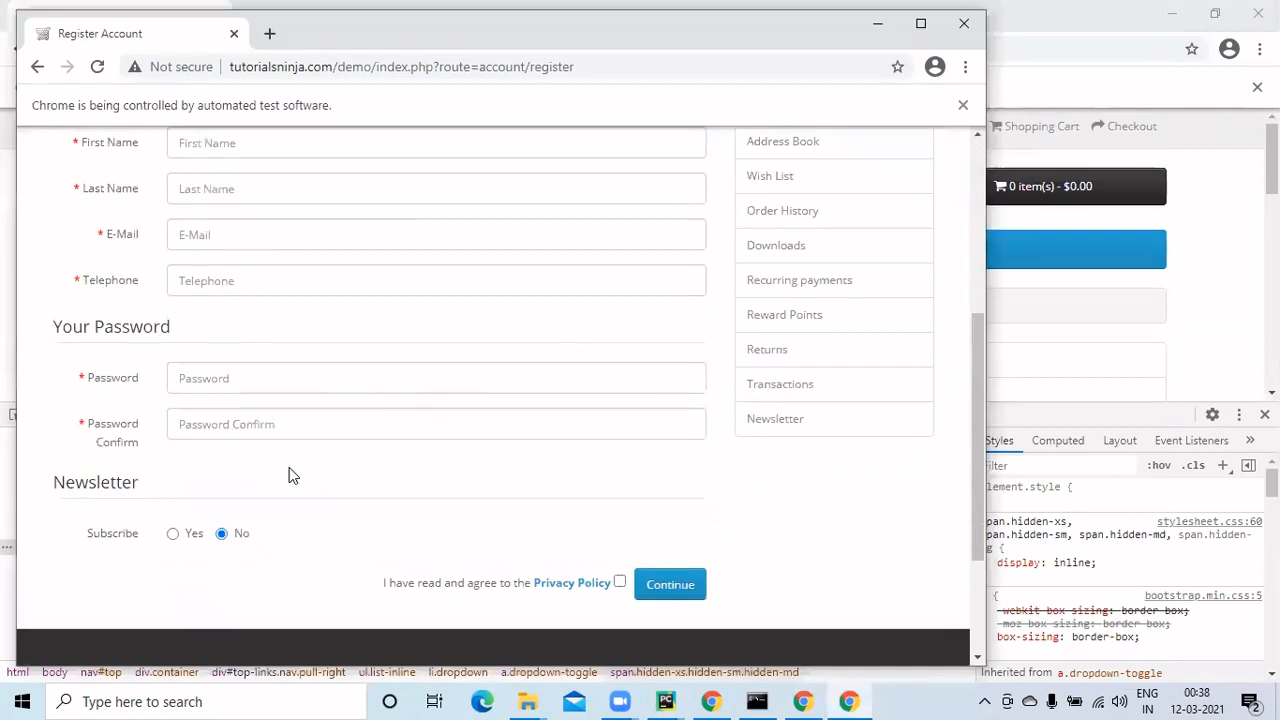 Register Account
Not secure
tutorialsninja.com/demo/index.php?route=account/register
Chrome is being controlled by automated test software.
* First Name
First Name
* Last Name
Last Name
* E-Mail
E-Mail
* Telephone
Telephone
Your Password
* Password
Password
* Password
Confirm
Password Confirm
Newsletter
Subscribe
Yes
No
I have read and agree to the Privacy Policy
Continue
Address Book
Wish List
Order History
Downloads
Recurring payments
Reward Points
Returns
Transactions
Newsletter
Shopping Cart
Checkout
0 item(s) - $0.00
Styles
Computed
Layout
Event Listeners
:hov
.cls
element.style {
span.hidden-xs,
stylesheet.css:60
span.hidden-sm, span.hidden-md, span.hidden-
{
display: inline;
{
bootstrap.min.css:5
webkit-box-sizing: border-box;
moz-box-sizing: border-box;
box-sizing: border-box;
html
body
nav#top
div.container
div#top-links.nav.pull-right
ul.list-inline
li.dropdown
a.dropdown-toggle
span.hidden-xs.hidden-sm.hidden-md
Inherited from a.dropdown-toggle
Type here to search
PC
ENG
IN
00:38
12-03-2021
2